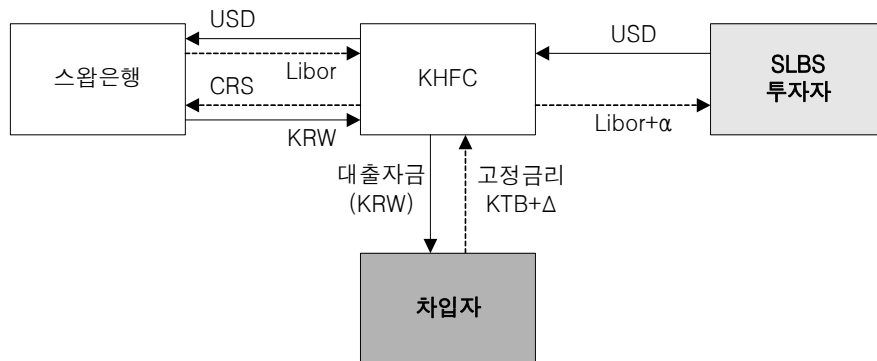 USD
Libor
스왑은행
CRS
KRW
KHFC
USD
Libor+α
SLBS
투자자
대출자금
(KRW)
고정금리
KTB+Δ
차입자